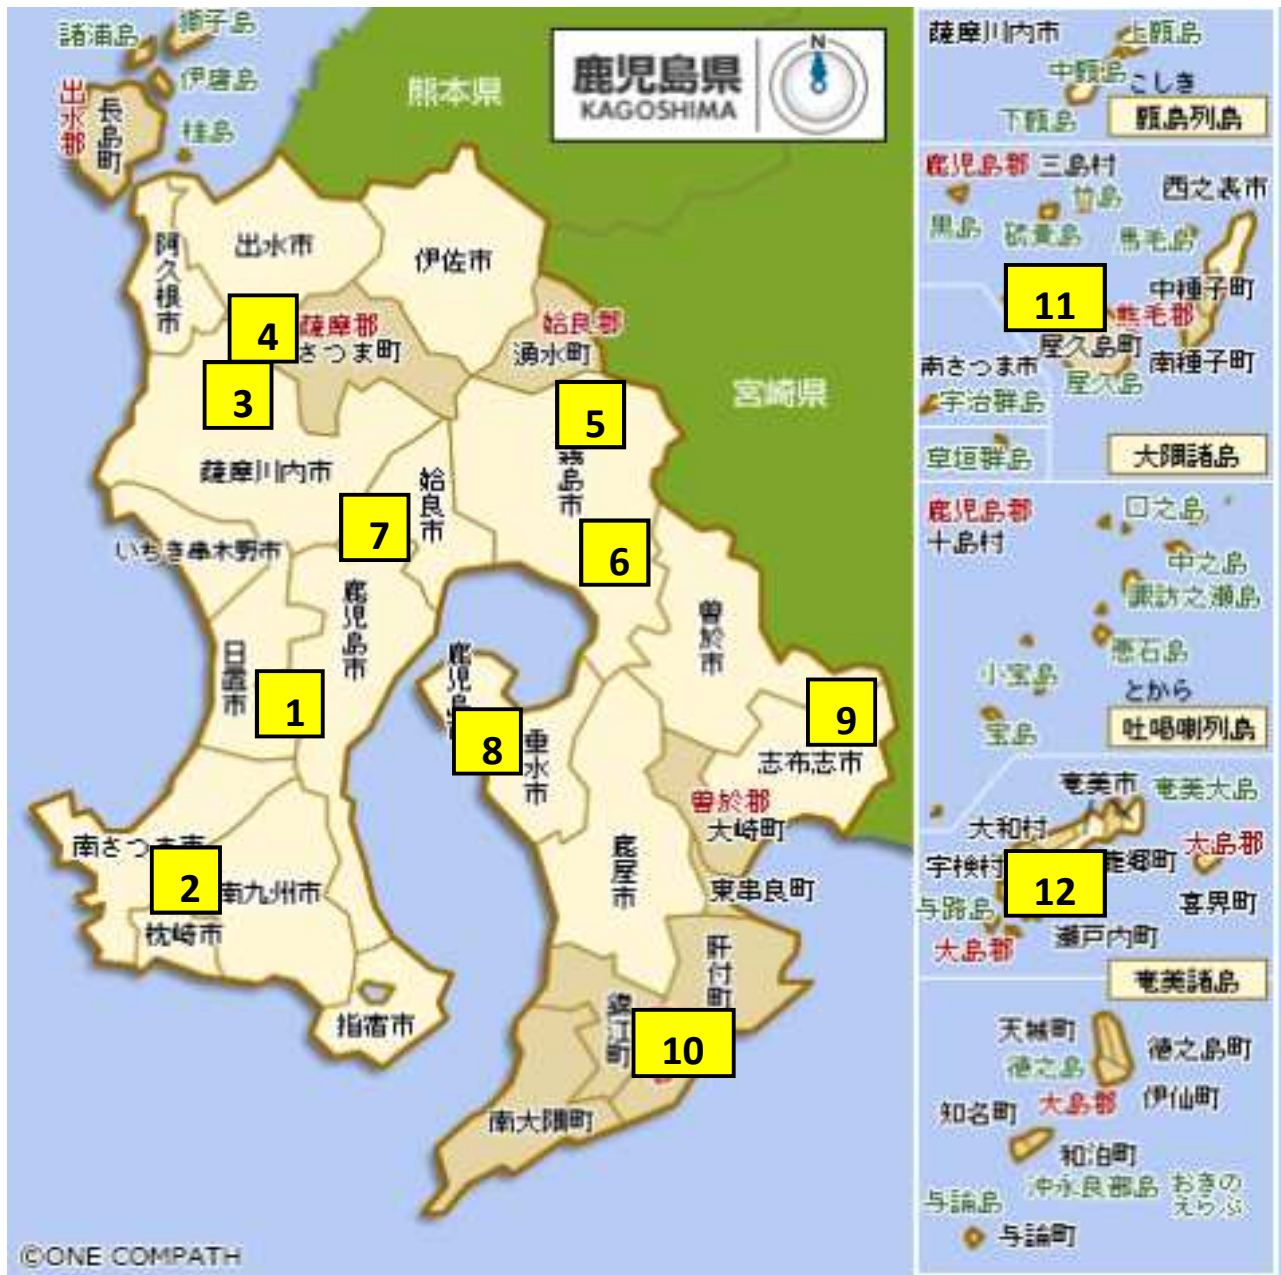 諸浦島
獅子島
伊唐島
桂島
出水郡
長島町
熊本県
鹿児島県
KAGOSHIMA
N
阿久根市
出水市
伊佐市
4
薩摩郡
さつま町
姶良郡
湧水町
宮崎県
3
5
薩摩川内市
姶良市
霧島市
7
いちき串木野市
6
鹿児島市
曽於市
日置市
1
鹿児島
8
垂水市
9
志布志市
曽於郡
大崎町
南さつま市
2
南九州市
枕崎市
鹿屋市
東串良町
肝付町
指宿市
錦江町
10
南大隅町
©ONE COMPATH
薩摩川内市
上甑島
中甑島
こしき
下甑島
甑島列島
鹿児島郡 三島村
竹島
西之表市
黒島
硫黄島
馬毛島
11
中種子町
熊毛郡
屋久島町
南種子町
南さつま市
屋久島
宇治群島
草垣群島
大隅諸島
鹿児島郡
十島村
口之島
中之島
諏訪之瀬島
悪石島
小宝島
とから
宝島
吐喝喇列島
奄美市
奄美大島
大和村
大島郡
宇検村
12
龍郷町
与路島
喜界町
大島郡
瀬戸内町
奄美諸島
天城町
徳之島町
徳之島
大島郡
伊仙町
知名町
和泊町
沖永良部島
おきの
えらぶ
与論島
与論町